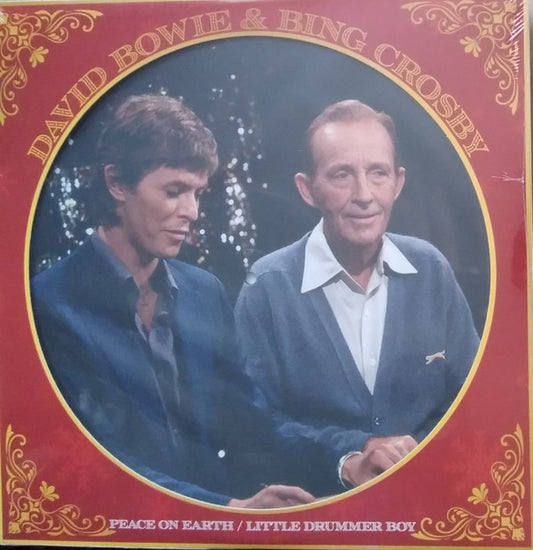 DAVID BOWIE & BING CROSBY
PEACE ON EARTH / LITTLE DRUMMER BOY